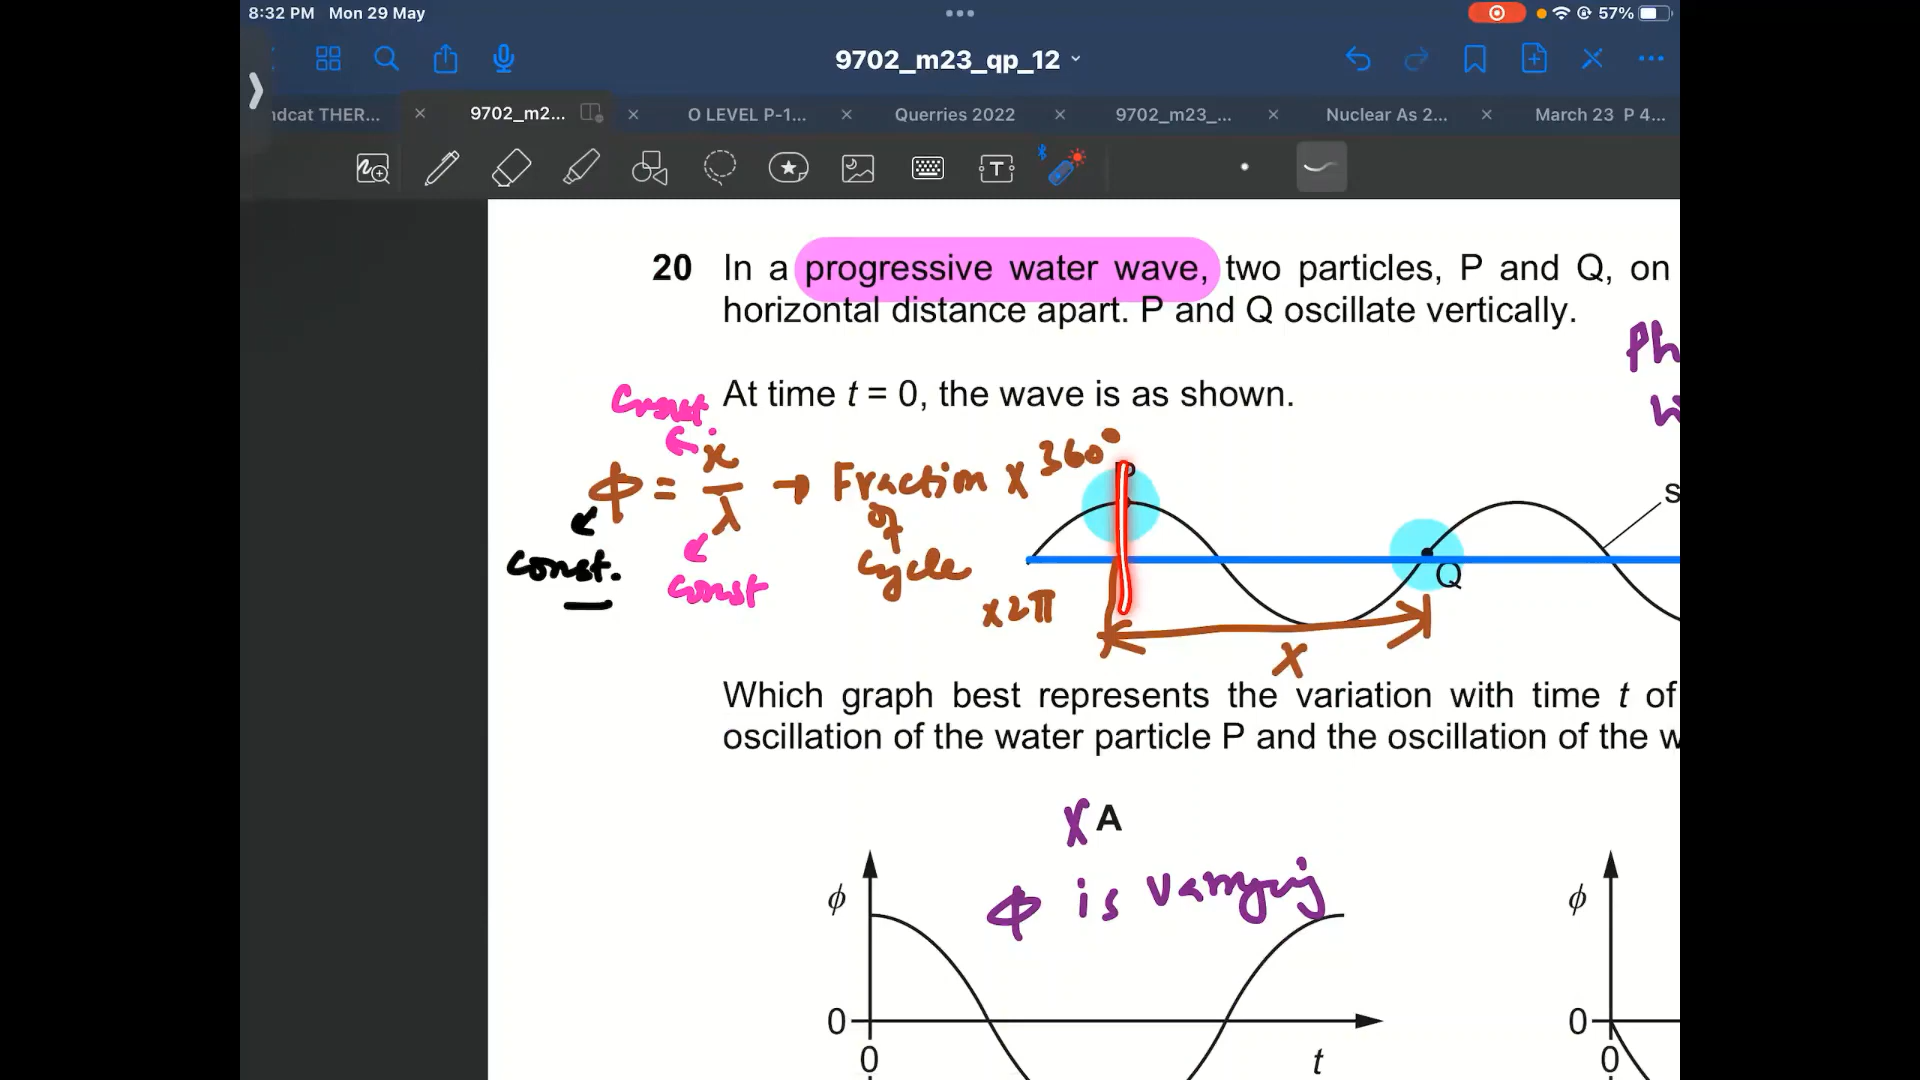 8:32 PM Mon 29 May
57%
9702_m23_qp_12
ndcat THER...
9702_m2...
O LEVEL P-1...
Querries 2022
9702_m23_...
Nuclear As 2...
March 23 P 4...
20 In a progressive water wave, two particles, P and Q, on
horizontal distance apart. P and Q oscillate vertically.
Ph
At time t = 0, the wave is as shown.
const.
ϕ = x/λ → Fraction of cycle x 360°
const.
const
x 2π
Q
s
x
Which graph best represents the variation with time t of
oscillation of the water particle P and the oscillation of the w
x A
ϕ is varrying
ϕ
0
0
t
ϕ
0
0